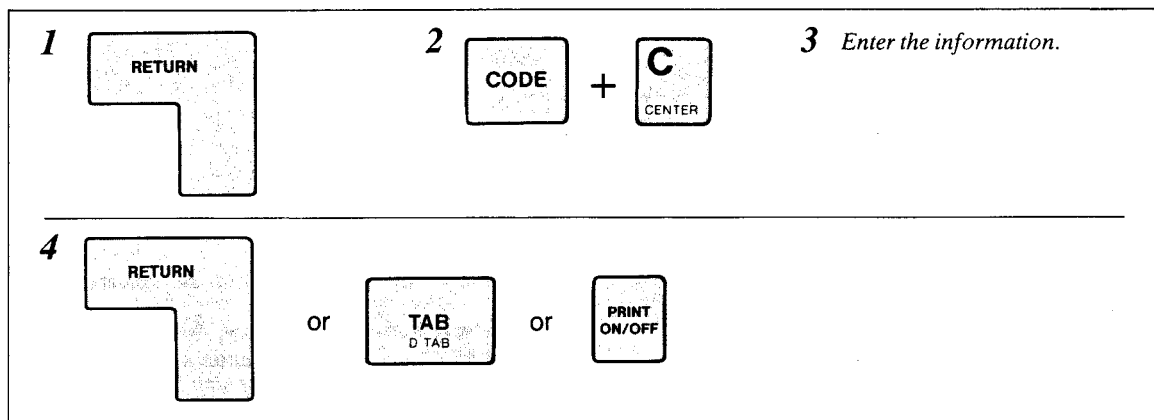 1 RETURN
2 CODE + C CENTER
3 Enter the information.
4 RETURN
or
TAB
D TAB
or
PRINT
ON/OFF